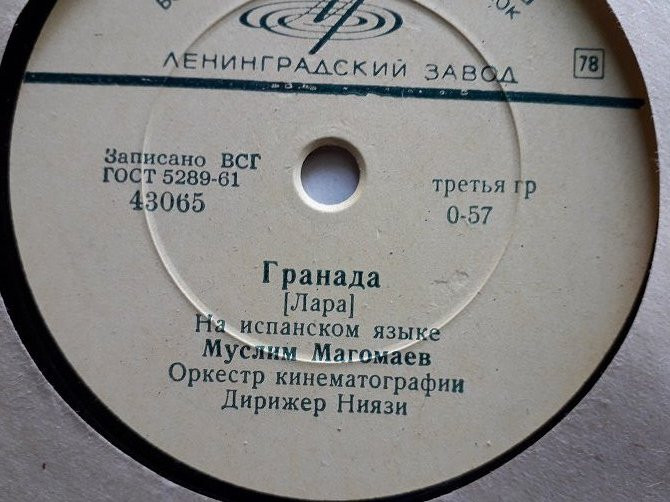 ЛЕНИНГРАДСКИЙ ЗАВОД
78
Записано ВСГ
ГОСТ 5289-61
43065
третья гр
0-57
Гранада
[Лара]
На испанском языке
Муслим Магомаев
Оркестр кинематографии
Дирижер Ниязи